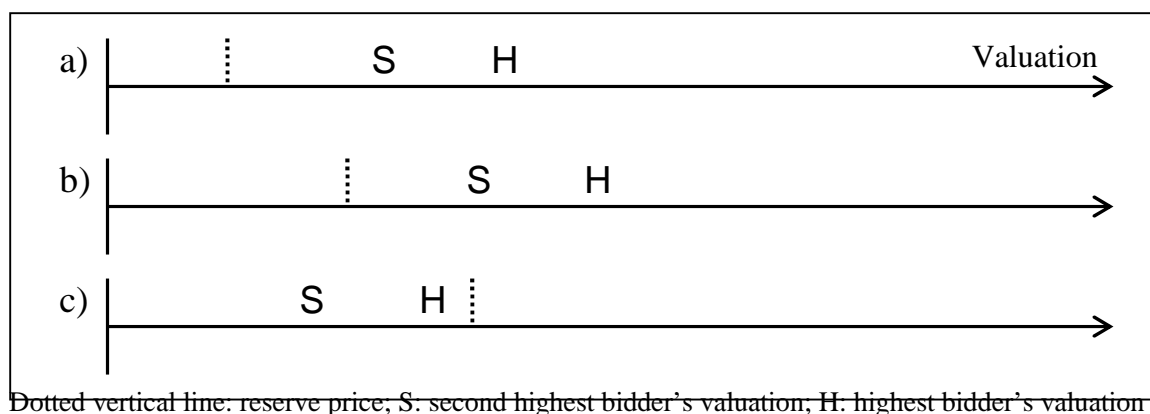 a) S H Valuation
b) S H
c) S H
Dotted vertical line: reserve price; S: second highest bidder’s valuation; H: highest bidder’s valuation